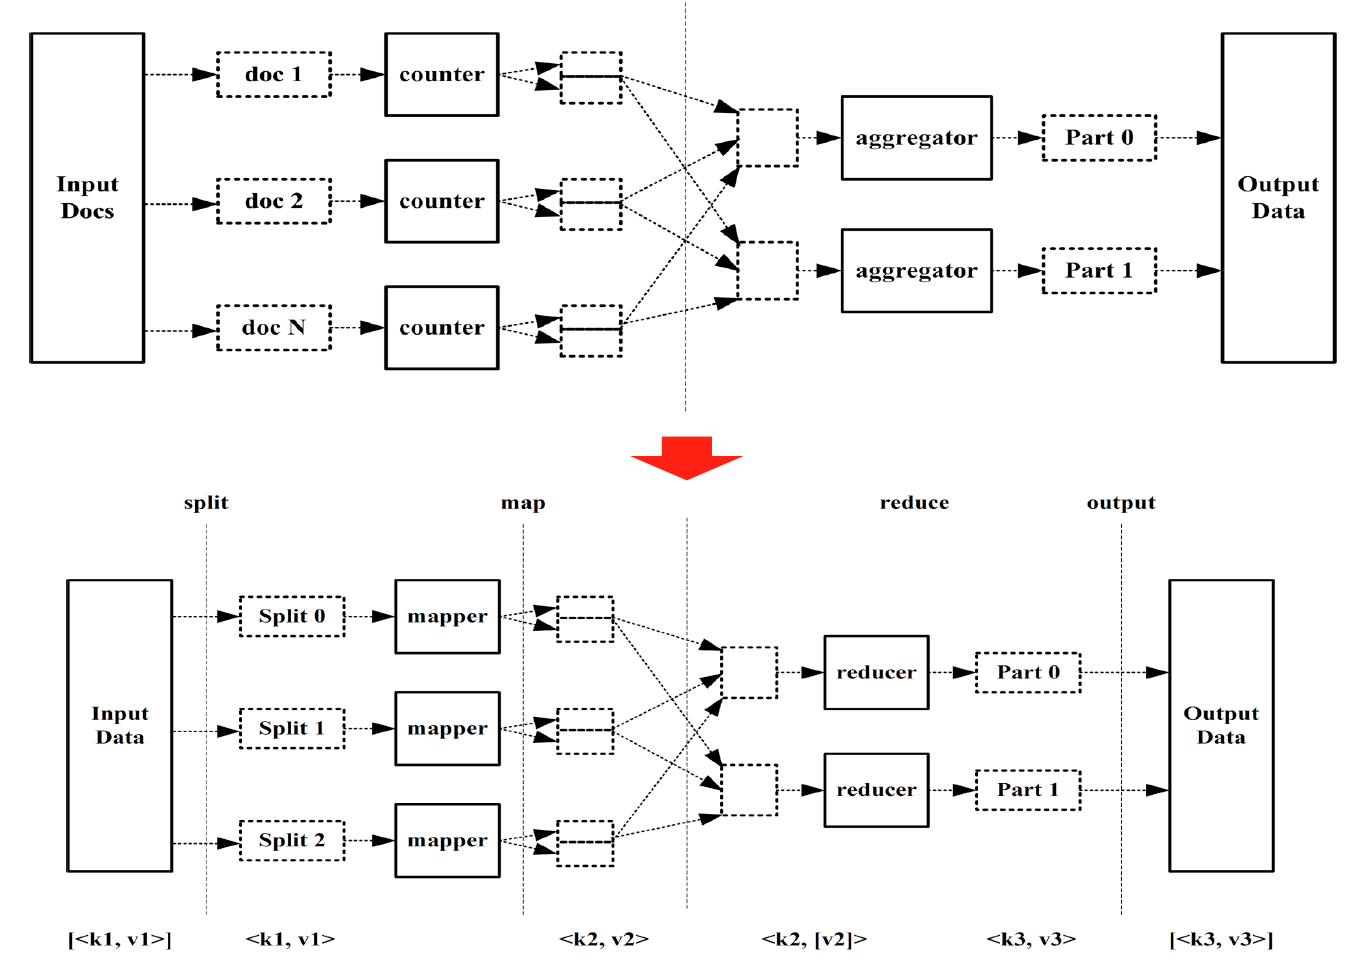 doc 1
counter
aggregator
Part 0
Input
Docs
doc 2
counter
Output
Data
aggregator
Part 1
doc N
counter
split
map
reduce
output
Split 0
mapper
reducer
Part 0
Input
Data
Split 1
mapper
Output
Data
reducer
Part 1
Split 2
mapper
[<k1, v1>]
<k1, v1>
<k2, v2>
<k2, [v2]>
<k3, v3>
[<k3, v3>]